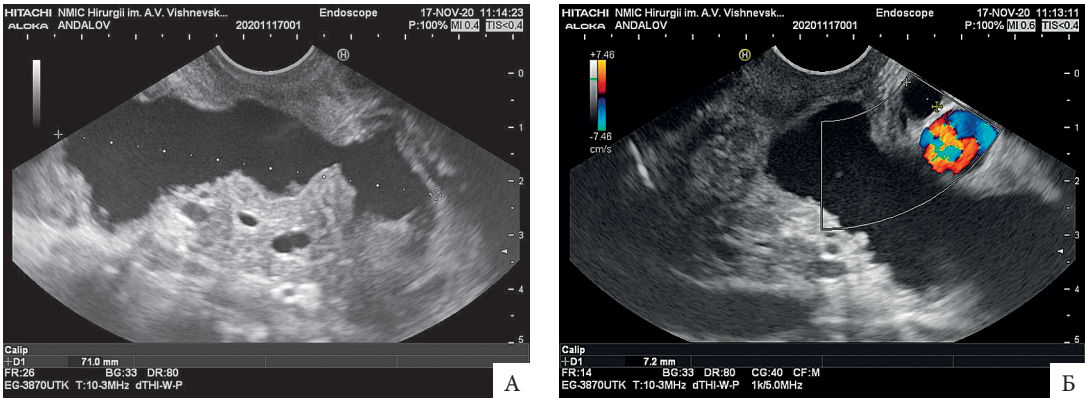 HITACHI NMIC Hirurgii im. A.V. Vishnevsk... Endoscope 17-NOV-20 11:14:23
ALOKA ANDALOV 20201117001 P:100% MI 0.4 TIS<0.4
H
0
1
2
3
4
5
Calip
+D1 71.0 mm
FR:26 BG:33 DR:80
EG-3870UTK T:10-3MHz dTHI-W-P
А
HITACHI NMIC Hirurgii im. A.V. Vishnevsk... Endoscope 17-NOV-20 11:13:11
ALOKA ANDALOV 20201117001 P:100% MI 0.6 TIS<0.4
H
+7.46
-7.46
cm/s
0
1
2
3
4
5
Calip
+D1 7.2 mm
FR:14 BG:33 DR:80 CG:40 CF:M
EG-3870UTK T:10-3MHz dTHI-W-P 1k/5.0MHz
Б